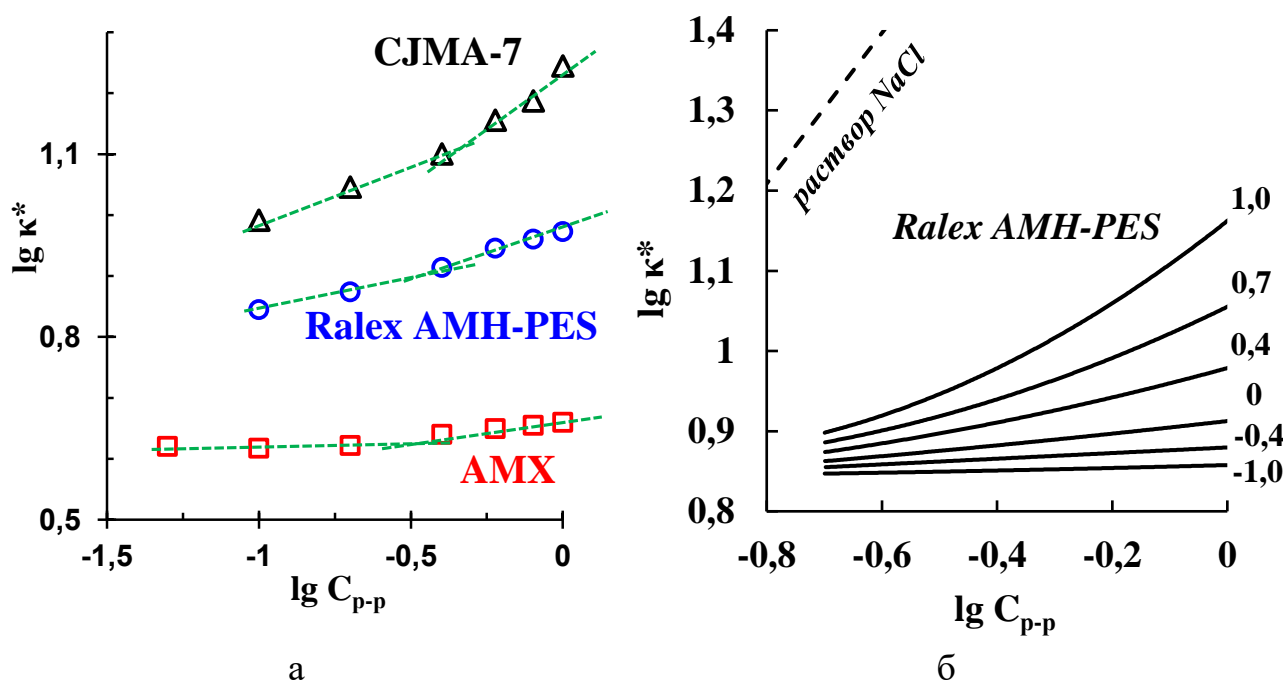 CJMA-7
1,1
Ralex AMH-PES
0,8
AMX
0,5
-1,5
-1
-0,5
0
lg κ*
lg C р-р
а
1,4
1,3
1,2
1,1
1
0,9
0,8
раствор NaCl
Ralex AMH-PES
1,0
0,7
0,4
0
-0,4
-1,0
-0,8
-0,6
-0,4
-0,2
0
lg κ*
lg C р-р
б